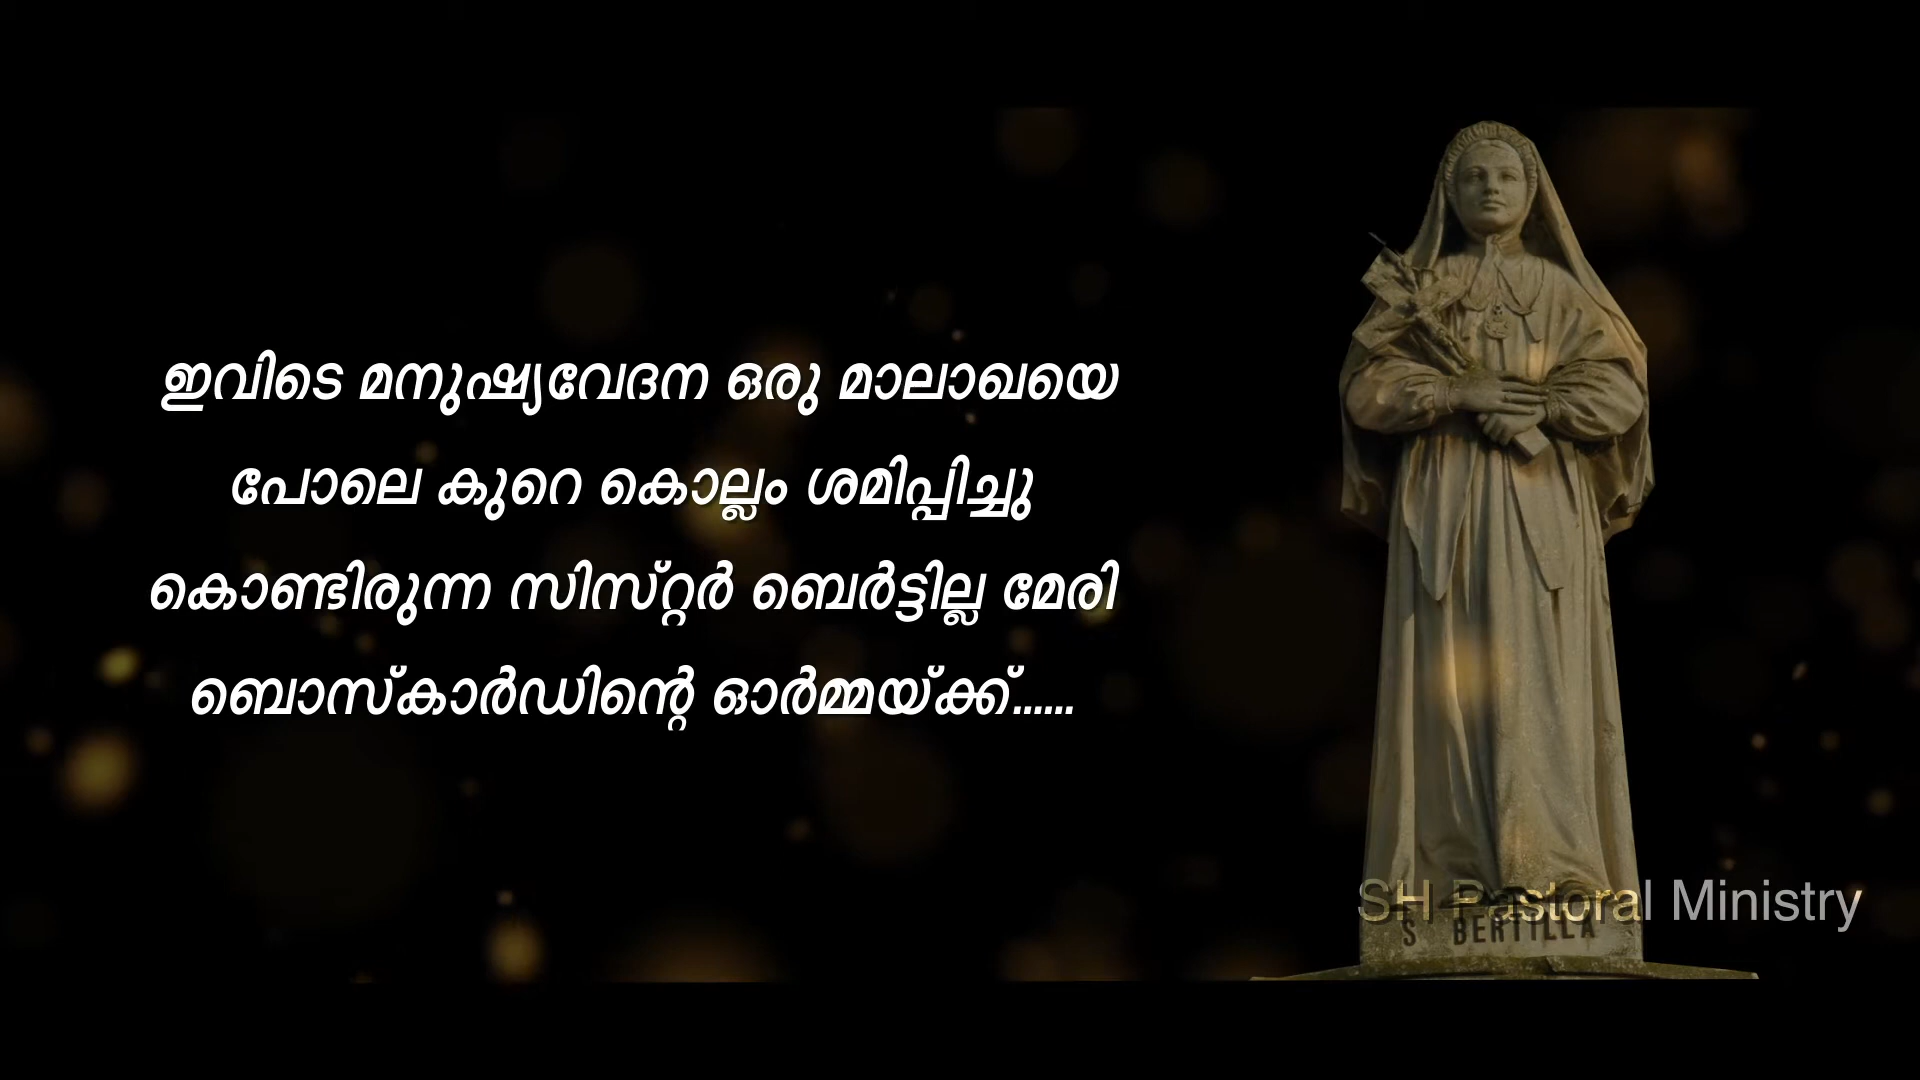 ഇവിടെ മനുഷ്യവേദന ഒരു മാലാഖയെ
പോലെ കുറെ കൊല്ലം ശമിപ്പിച്ചു
കൊണ്ടിരുന്ന സിസ്റ്റർ ബെർട്ടില്ല മേരി
ബൊസ്കാർഡിന്റെ ഓർമ്മയ്ക്ക്......
SH Pastoral Ministry
S BERTILLA